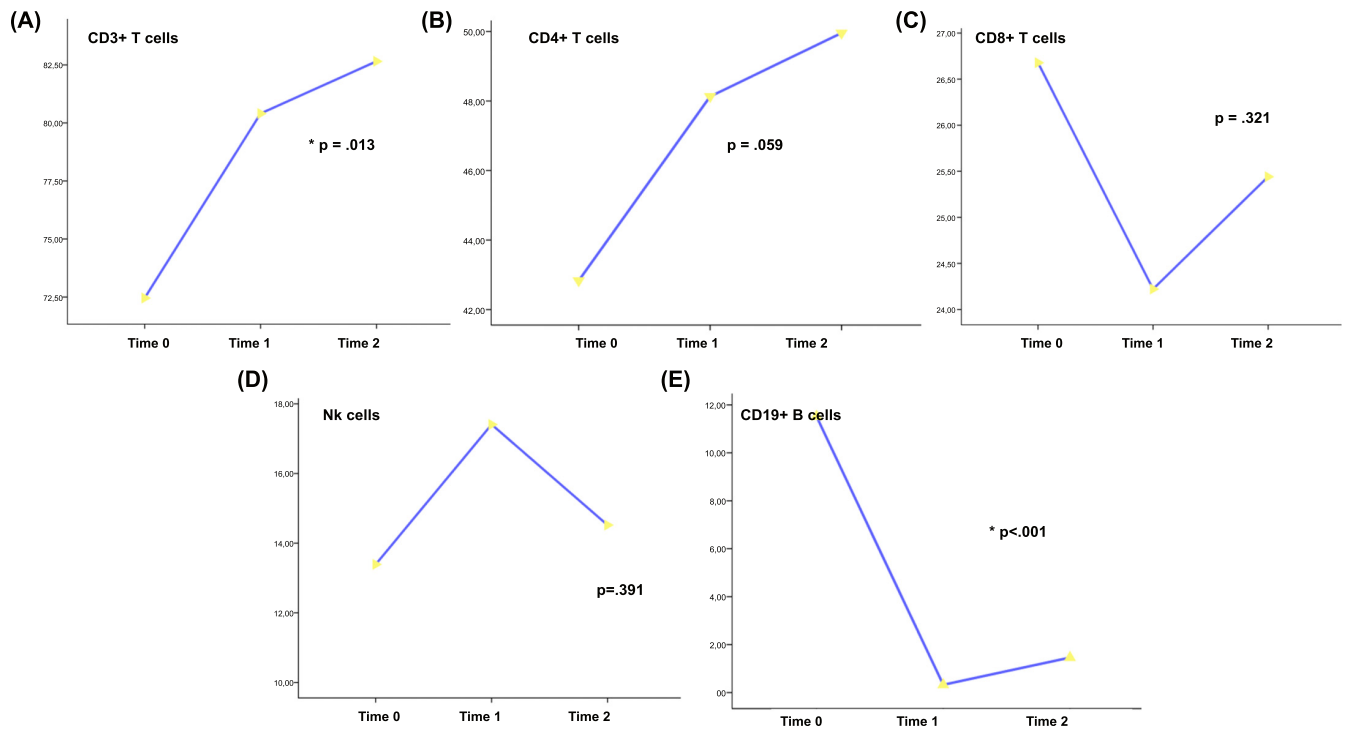 (A)
CD3+ T cells
82,50
80,00
77,50
75,00
72,50
* p = .013
Time 0 Time 1 Time 2
(B)
CD4+ T cells
50,00
48,00
46,00
44,00
42,00
p = .059
Time 0 Time 1 Time 2
(C)
CD8+ T cells
27,00
26,50
26,00
25,50
25,00
24,50
24,00
p = .321
Time 0 Time 1 Time 2
(D)
Nk cells
18,00
16,00
14,00
12,00
10,00
p=.391
Time 0 Time 1 Time 2
(E)
CD19+ B cells
12,00
10,00
8,00
6,00
4,00
2,00
00
* p<.001
Time 0 Time 1 Time 2